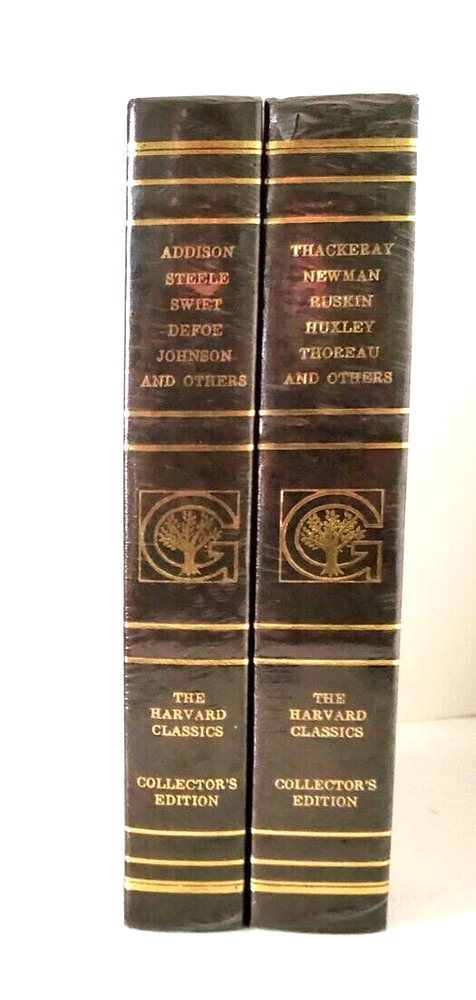 ADDISON
STEELE
SWIFT
DEFOE
JOHNSON
AND OTHERS
G
THE
HARVARD
CLASSICS
COLLECTOR'S
EDITION
THACKERAY
NEWMAN
RUSKIN
HUXLEY
THOREAU
AND OTHERS
G
THE
HARVARD
CLASSICS
COLLECTOR'S
EDITION